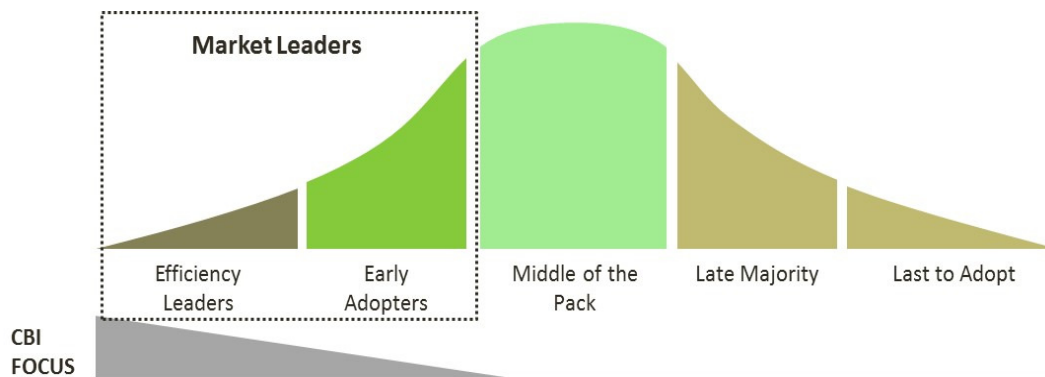 Market Leaders
Efficiency
Leaders
Early
Adopters
Middle of the
Pack
Late Majority
Last to Adopt
CBI
FOCUS